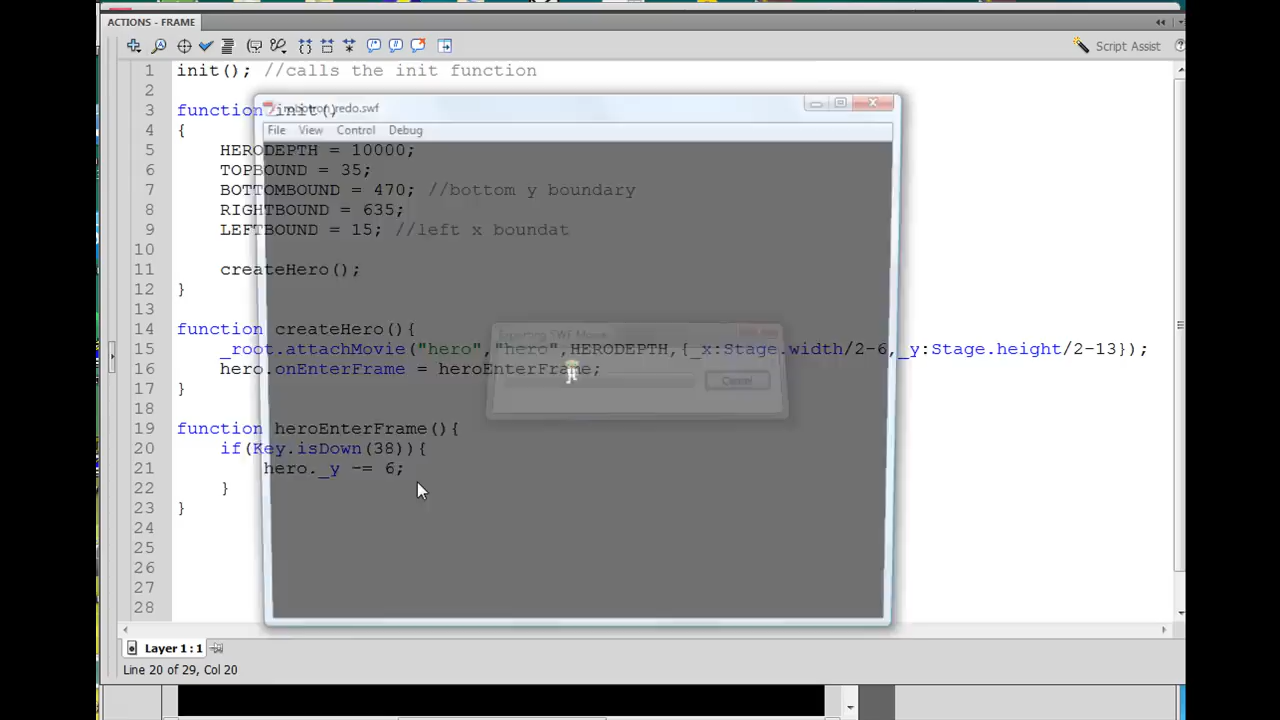 ACTIONS - FRAME
Script Assist
1 init(); //calls the init function
2
3 function init()
4 {
5 HERODEPTH = 10000;
6 TOPBOUND = 35;
7 BOTTOMBOUND = 470; //bottom y boundary
8 RIGHTBOUND = 635;
9 LEFTBOUND = 15; //left x boundat
10
11 createHero();
12 }
13
14 function createHero(){
15 _root.attachMovie("hero","hero",HERODEPTH,{_x:Stage.width/2-6,_y:Stage.height/2-13});
16 hero.onEnterFrame = heroEnterFrame;
17 }
18
19 function heroEnterFrame(){
20 if(Key.isDown(38)){
21 hero._y -= 6;
22 }
23 }
24
25
26
27
28
robotron redo.swf
File View Control Debug
Exporting SWF Movie
Cancel
Layer 1 : 1
Line 20 of 29, Col 20